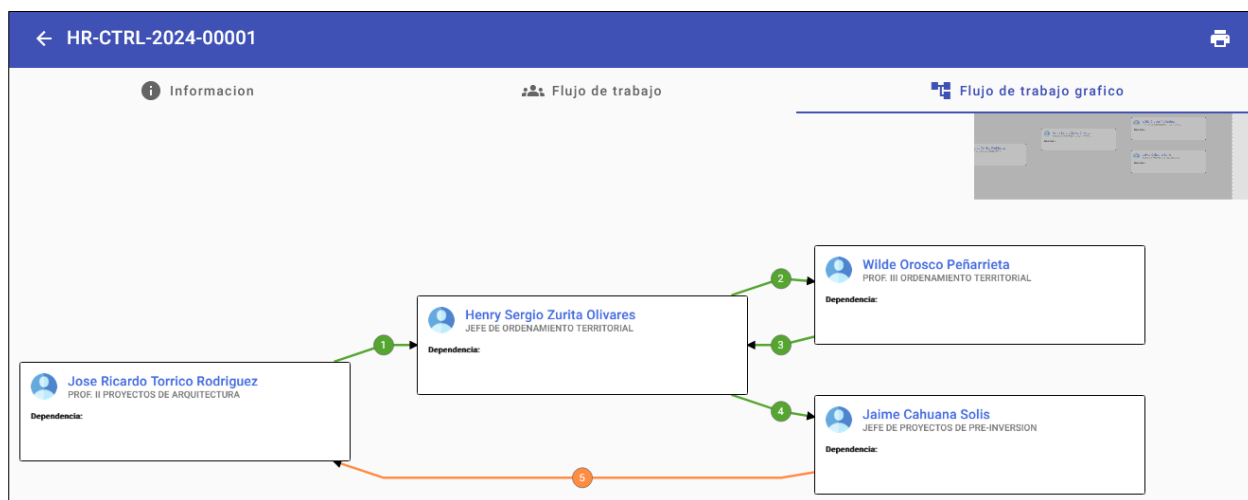 HR-CTRL-2024-00001
Informacion
Flujo de trabajo
Flujo de trabajo grafico
Wilde Orosco Peñarrieta
PROF. III ORDENAMIENTO TERRITORIAL
Dependencia:
2
Henry Sergio Zurita Olivares
JEFE DE ORDENAMIENTO TERRITORIAL
Dependencia:
1
3
Jose Ricardo Torrico Rodriguez
PROF. II PROYECTOS DE ARQUITECTURA
Dependencia:
4
Jaime Cahuana Solis
JEFE DE PROYECTOS DE PRE-INVERSION
Dependencia:
5